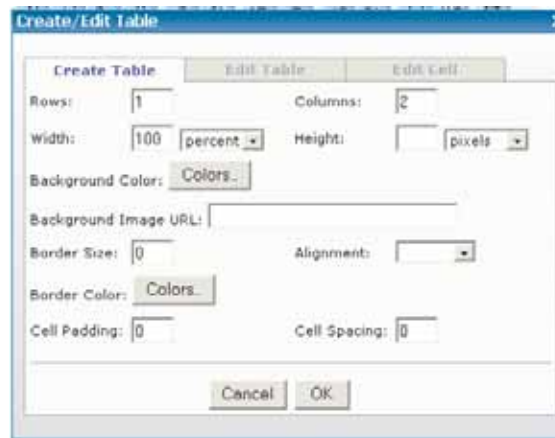 Create/Edit Table
Create Table Edit Table Edit Cell
Rows: 1 Columns: 2
Width: 100 percent Height: pixels
Background Color: Colors..
Background Image URL:
Border Size: 0 Alignment:
Border Color: Colors..
Cell Padding: 0 Cell Spacing: 0
Cancel OK